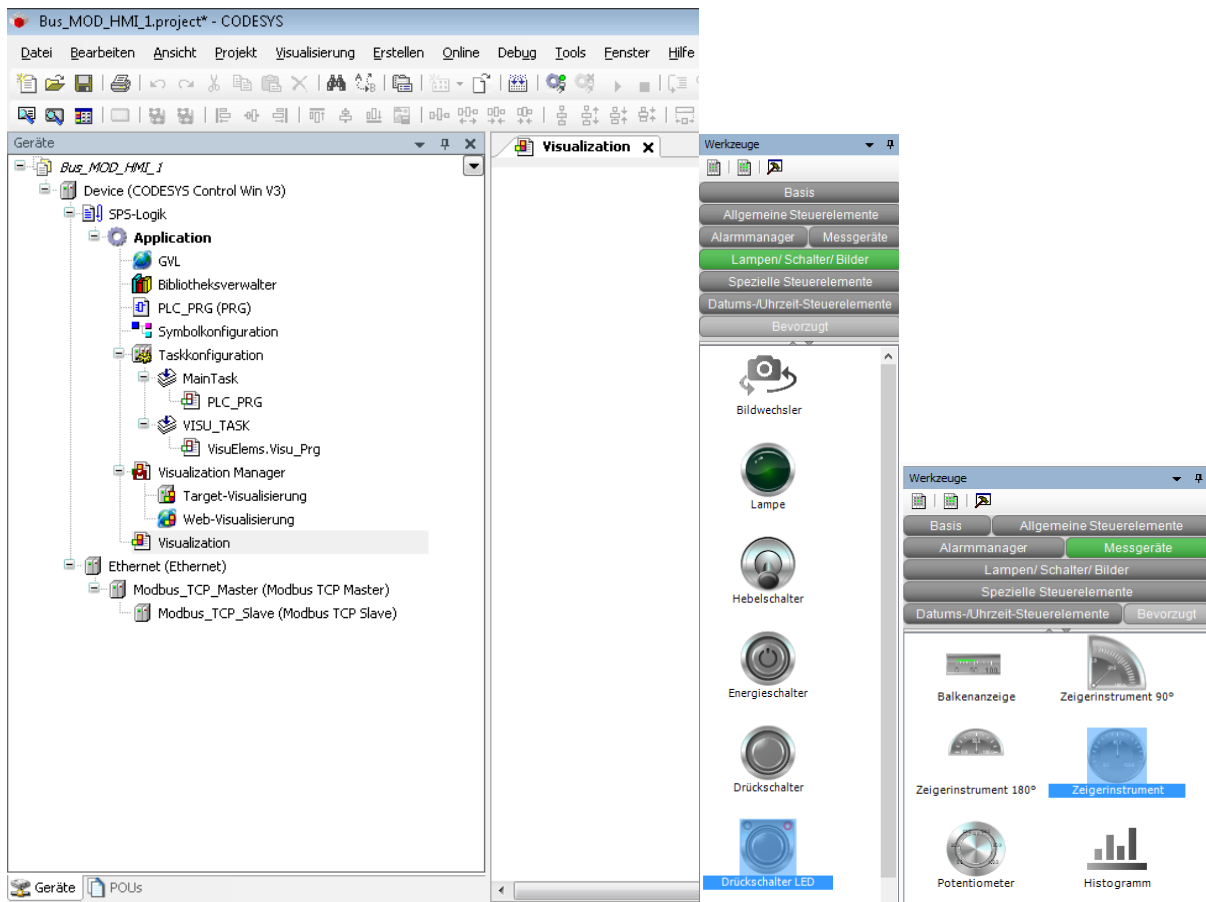 Bus_MOD_HMI_1.project* - CODESYS
Datei Bearbeiten Ansicht Projekt Visualisierung Erstellen Online Debug Tools Fenster Hilfe
Geräte
Bus_MOD_HMI_1
Device (CODESYS Control Win V3)
SPS-Logik
Application
GVL
Bibliotheksverwalter
PLC_PRG (PRG)
Symbolkonfiguration
Taskkonfiguration
MainTask
PLC_PRG
VISU_TASK
VisuElems.Visu_Prg
Visualization Manager
Target-Visualisierung
Web-Visualisierung
Visualization
Ethernet (Ethernet)
Modbus_TCP_Master (Modbus TCP Master)
Modbus_TCP_Slave (Modbus TCP Slave)
Geräte POUs
Visualization
Werkzeuge
Basis
Allgemeine Steuerelemente
Alarmmanager Messgeräte
Lampen/ Schalter/ Bilder
Spezielle Steuerelemente
Datums-/Uhrzeit-Steuerelemente
Bevorzugt
Bildwechsler
Lampe
Hebelschalter
Energieschalter
Drückschalter
Drückschalter LED
Werkzeuge
Basis Allgemeine Steuerelemente
Alarmmanager Messgeräte
Lampen/ Schalter/ Bilder
Spezielle Steuerelemente
Datums-/Uhrzeit-Steuerelemente Bevorzugt
0 50 100
Balkenanzeige Zeigerinstrument 90°
Zeigerinstrument 180° Zeigerinstrument
Potentiometer Histogramm